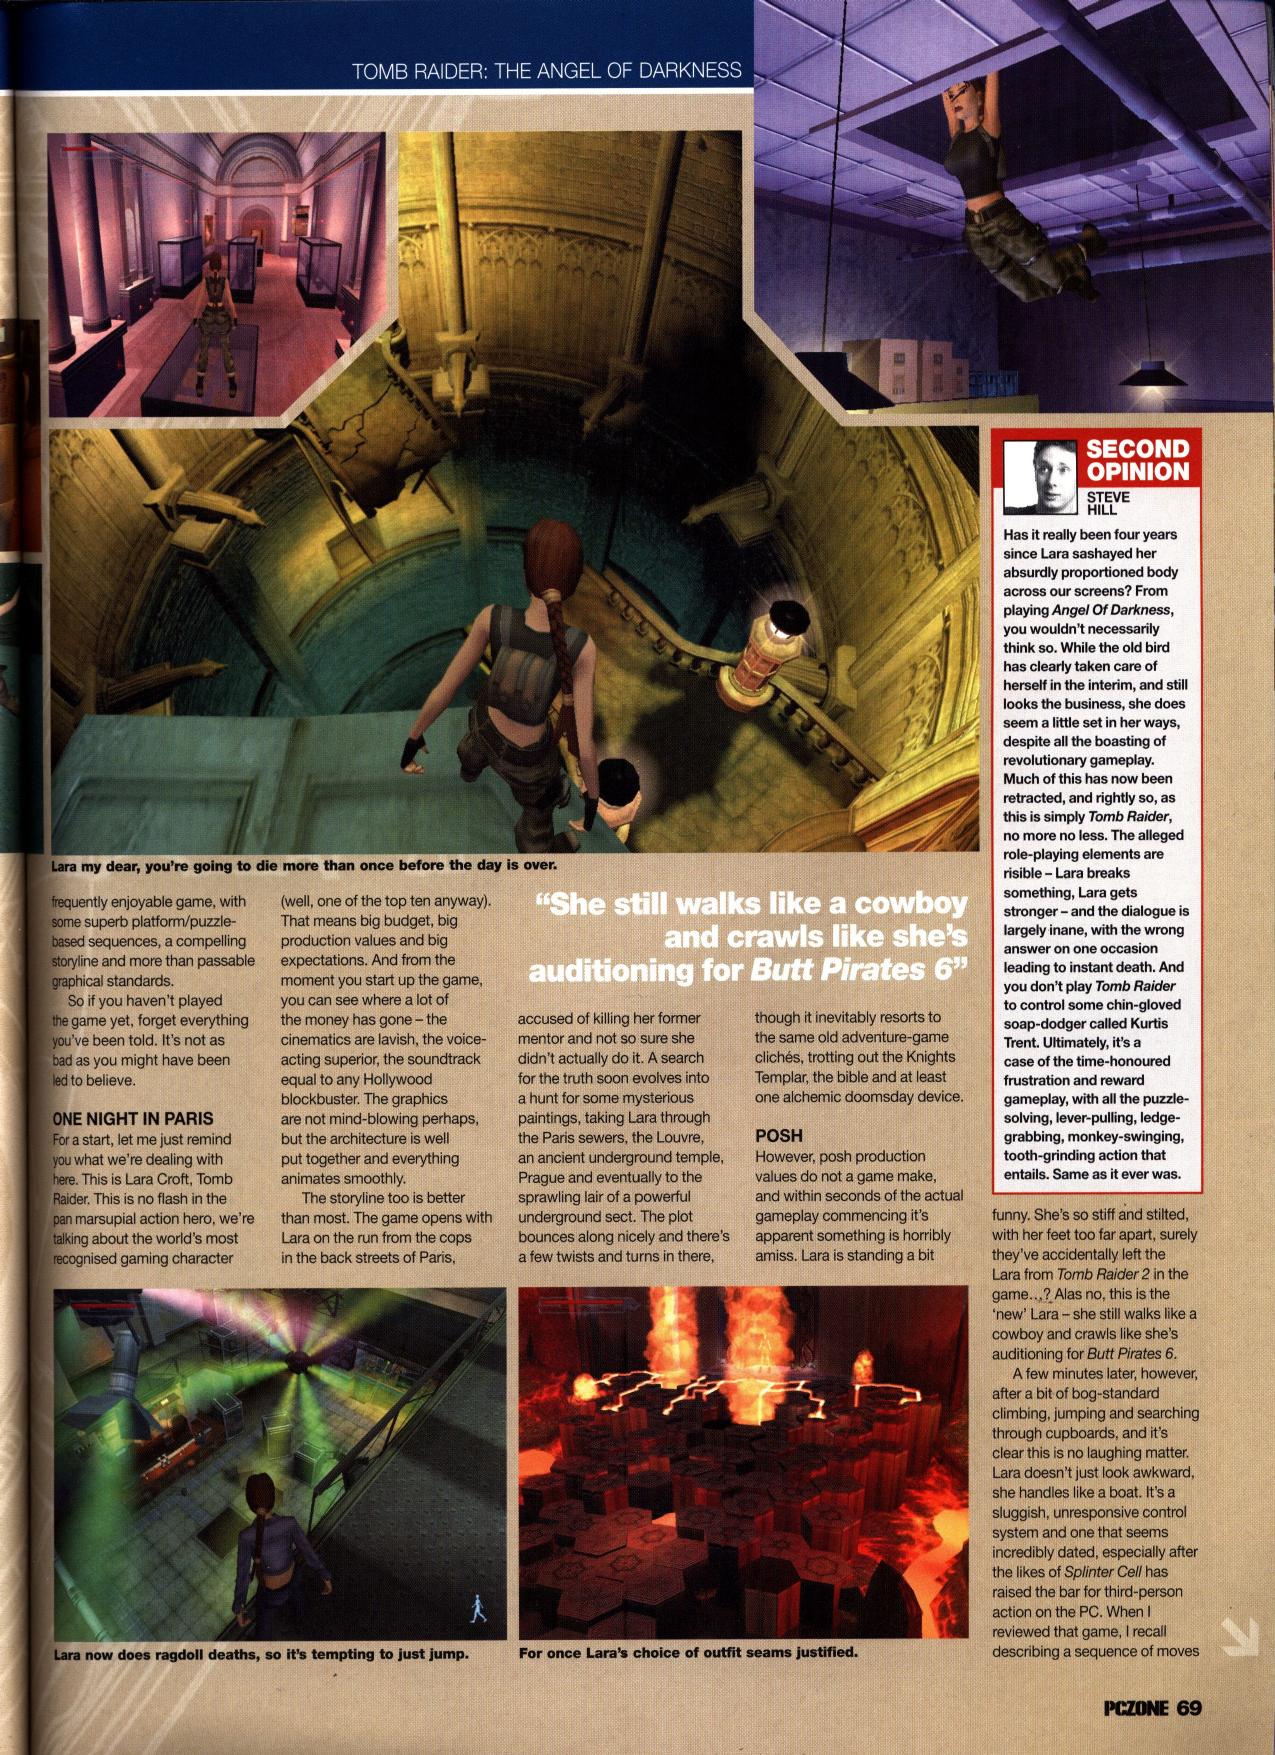 TOMB RAIDER: THE ANGEL OF DARKNESS
Lara my dear, you're going to die more than once before the day is over.
frequently enjoyable game, with
some superb platform/puzzle-
based sequences, a compelling
storyline and more than passable
graphical standards.
So if you haven't played
the game yet, forget everything
you've been told. It's not as
bad as you might have been
led to believe.
ONE NIGHT IN PARIS
For a start, let me just remind
you what we're dealing with
here. This is Lara Croft, Tomb
Raider. This is no flash in the
pan marsupial action hero, we're
talking about the world's most
recognised gaming character
(well, one of the top ten anyway).
That means big budget, big
production values and big
expectations. And from the
moment you start up the game,
you can see where a lot of
the money has gone – the
cinematics are lavish, the voice-
acting superior, the soundtrack
equal to any Hollywood
blockbuster. The graphics
are not mind-blowing perhaps,
but the architecture is well
put together and everything
animates smoothly.
The storyline too is better
than most. The game opens with
Lara on the run from the cops
in the back streets of Paris,
"She still walks like a cowboy
and crawls like she's
auditioning for Butt Pirates 6"
accused of killing her former
mentor and not so sure she
didn't actually do it. A search
for the truth soon evolves into
a hunt for some mysterious
paintings, taking Lara through
the Paris sewers, the Louvre,
an ancient underground temple,
Prague and eventually to the
sprawling lair of a powerful
underground sect. The plot
bounces along nicely and there's
a few twists and turns in there,
though it inevitably resorts to
the same old adventure-game
clichés, trotting out the Knights
Templar, the bible and at least
one alchemic doomsday device.
POSH
However, posh production
values do not a game make,
and within seconds of the actual
gameplay commencing it's
apparent something is horribly
amiss. Lara is standing a bit
SECOND
OPINION
STEVE
HILL
Has it really been four years
since Lara sashayed her
absurdly proportioned body
across our screens? From
playing Angel Of Darkness,
you wouldn't necessarily
think so. While the old bird
has clearly taken care of
herself in the interim, and still
looks the business, she does
seem a little set in her ways,
despite all the boasting of
revolutionary gameplay.
Much of this has now been
retracted, and rightly so, as
this is simply Tomb Raider,
no more no less. The alleged
role-playing elements are
risible – Lara breaks
something, Lara gets
stronger – and the dialogue is
largely inane, with the wrong
answer on one occasion
leading to instant death. And
you don't play Tomb Raider
to control some chin-gloved
soap-dodger called Kurtis
Trent. Ultimately, it's a
case of the time-honoured
frustration and reward
gameplay, with all the puzzle-
solving, lever-pulling, ledge-
grabbing, monkey-swinging,
tooth-grinding action that
entails. Same as it ever was.
funny. She's so stiff and stilted,
with her feet too far apart, surely
they've accidentally left the
Lara from Tomb Raider 2 in the
game...? Alas no, this is the
'new' Lara – she still walks like a
cowboy and crawls like she's
auditioning for Butt Pirates 6.
A few minutes later, however,
after a bit of bog-standard
climbing, jumping and searching
through cupboards, and it's
clear this is no laughing matter.
Lara doesn't just look awkward,
she handles like a boat. It's a
sluggish, unresponsive control
system and one that seems
incredibly dated, especially after
the likes of Splinter Cell has
raised the bar for third-person
action on the PC. When I
reviewed that game, I recall
describing a sequence of moves
Lara now does ragdoll deaths, so it's tempting to just jump.
For once Lara's choice of outfit seams justified.
PCZONE 69